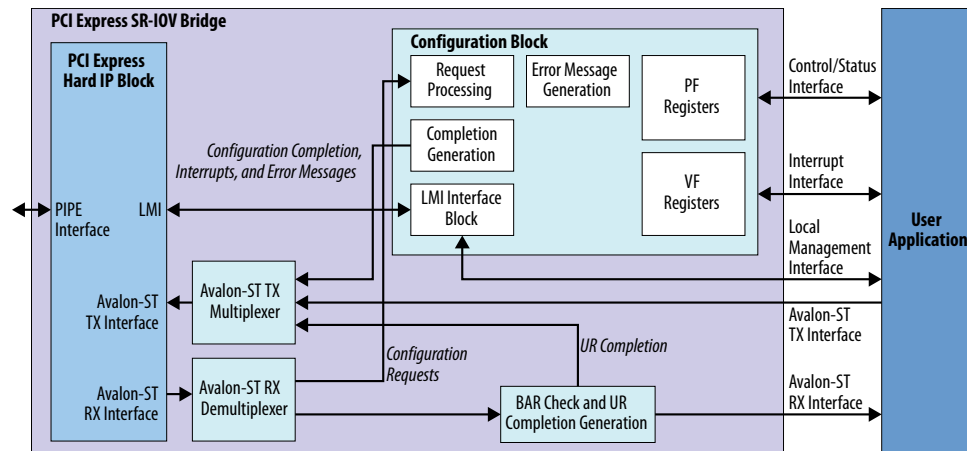 PCI Express SR-IOV Bridge
PCI Express
Hard IP Block
PIPE
Interface
LMI
Avalon-ST
TX Interface
Avalon-ST
RX Interface
Configuration Completion,
Interrupts, and Error Messages
Avalon-ST TX
Multiplexer
Avalon-ST RX
Demultiplexer
Configuration
Requests
Configuration Block
Request
Processing
Error Message
Generation
Completion
Generation
LMI Interface
Block
PF
Registers
VF
Registers
UR Completion
BAR Check and UR
Completion Generation
Control/Status
Interface
Interrupt
Interface
Local
Management
Interface
Avalon-ST
TX Interface
Avalon-ST
RX Interface
User
Application